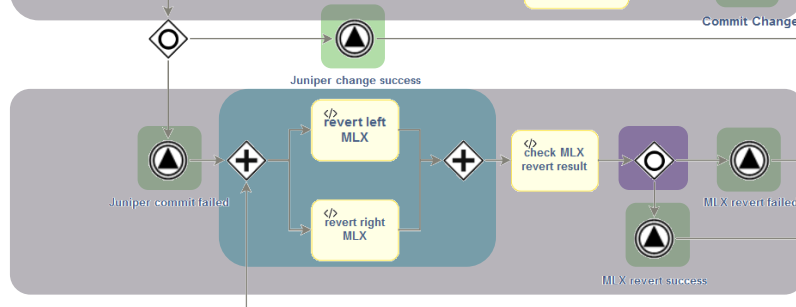 Commit Change
Juniper change success
</> revert left
MLX
</> check MLX
revert result
Juniper commit failed
MLX revert failed
</> revert right
MLX
MLX revert success